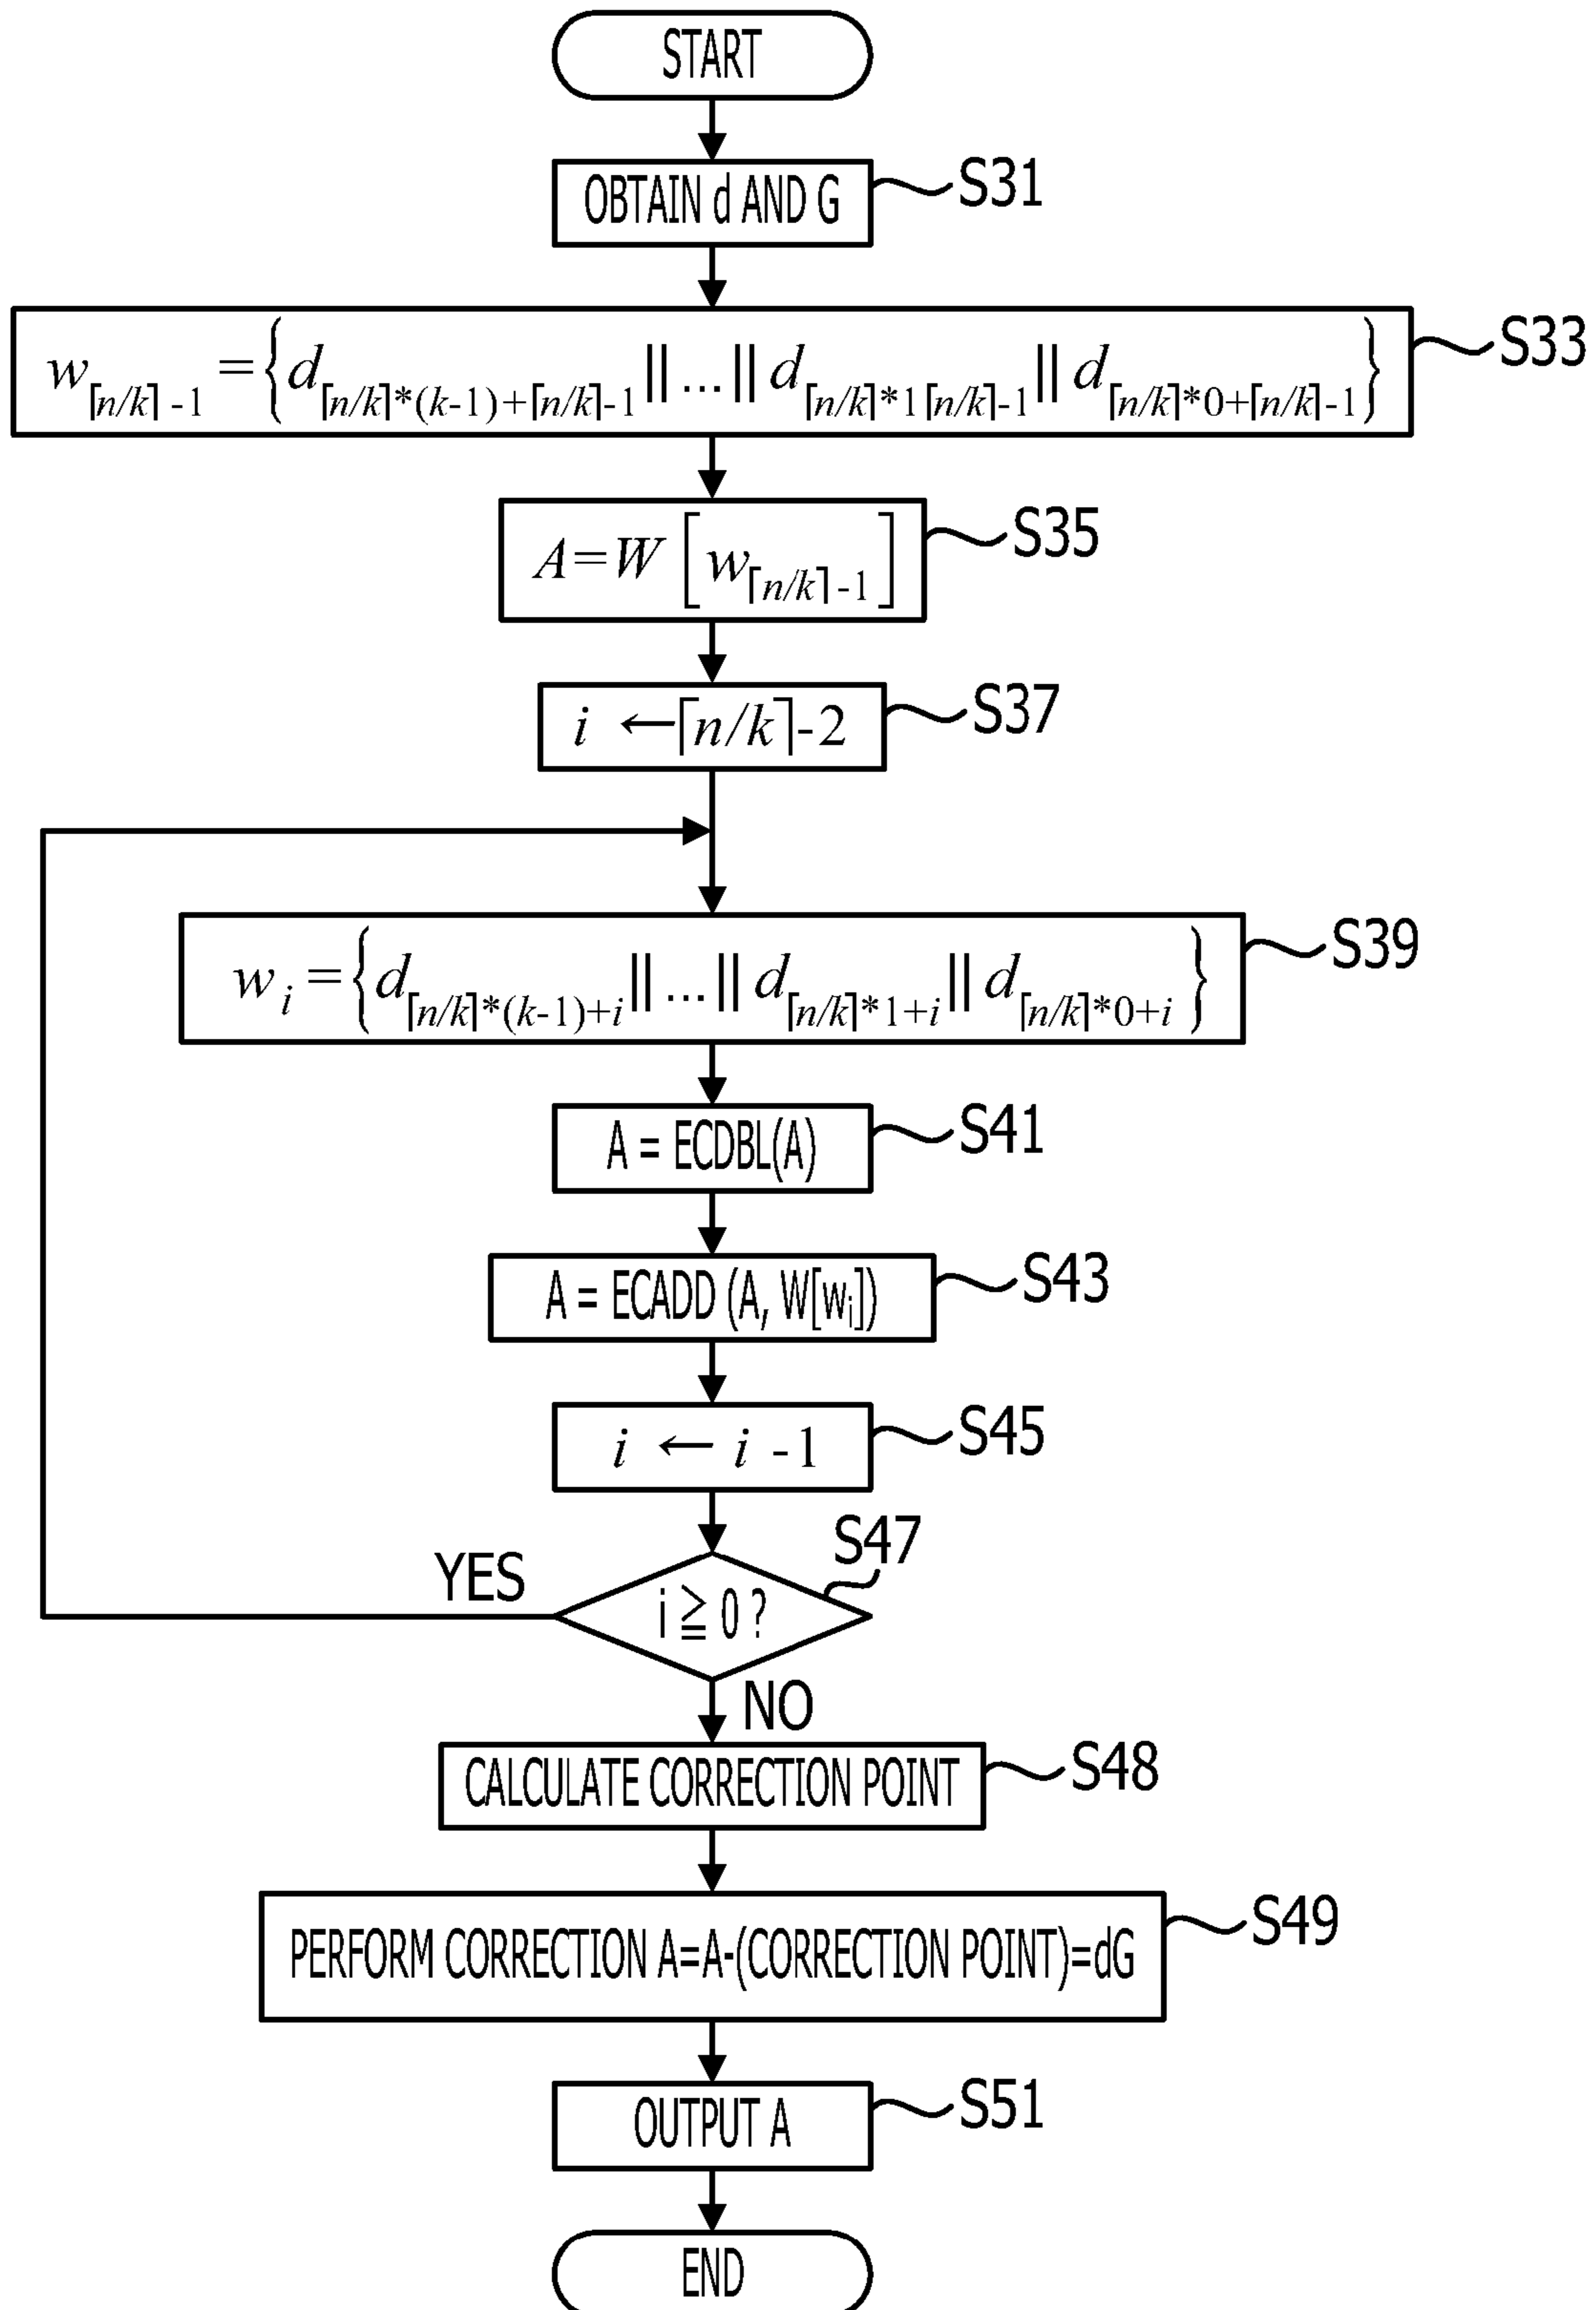 START
OBTAIN d AND G
S31
w⌈n/k⌉-1 = {d⌈n/k⌉*(k-1)+⌈n/k⌉-1 || ... || d⌈n/k⌉*1⌈n/k⌉-1 || d⌈n/k⌉*0+⌈n/k⌉-1}
S33
A=W [w⌈n/k⌉-1]
S35
i ←⌈n/k⌉-2
S37
wi = {d⌈n/k⌉*(k-1)+i || ... || d⌈n/k⌉*1+i || d⌈n/k⌉*0+i}
S39
A = ECDBL(A)
S41
A = ECADD (A, W[wi])
S43
i ← i -1
S45
S47
YES
i ≧ 0 ?
NO
CALCULATE CORRECTION POINT
S48
PERFORM CORRECTION A=A-(CORRECTION POINT)=dG
S49
OUTPUT A
S51
END